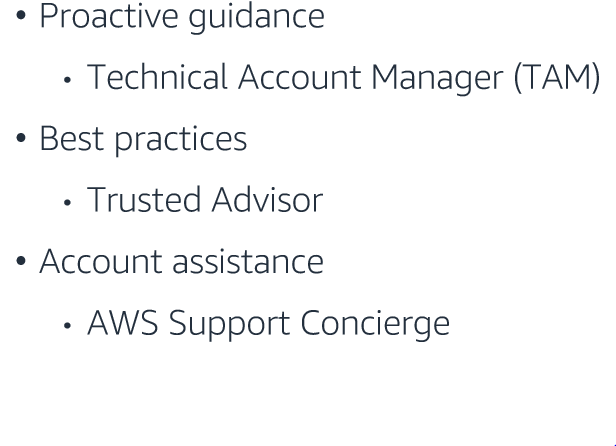 • Proactive guidance
• Technical Account Manager (TAM)
• Best practices
• Trusted Advisor
• Account assistance
• AWS Support Concierge